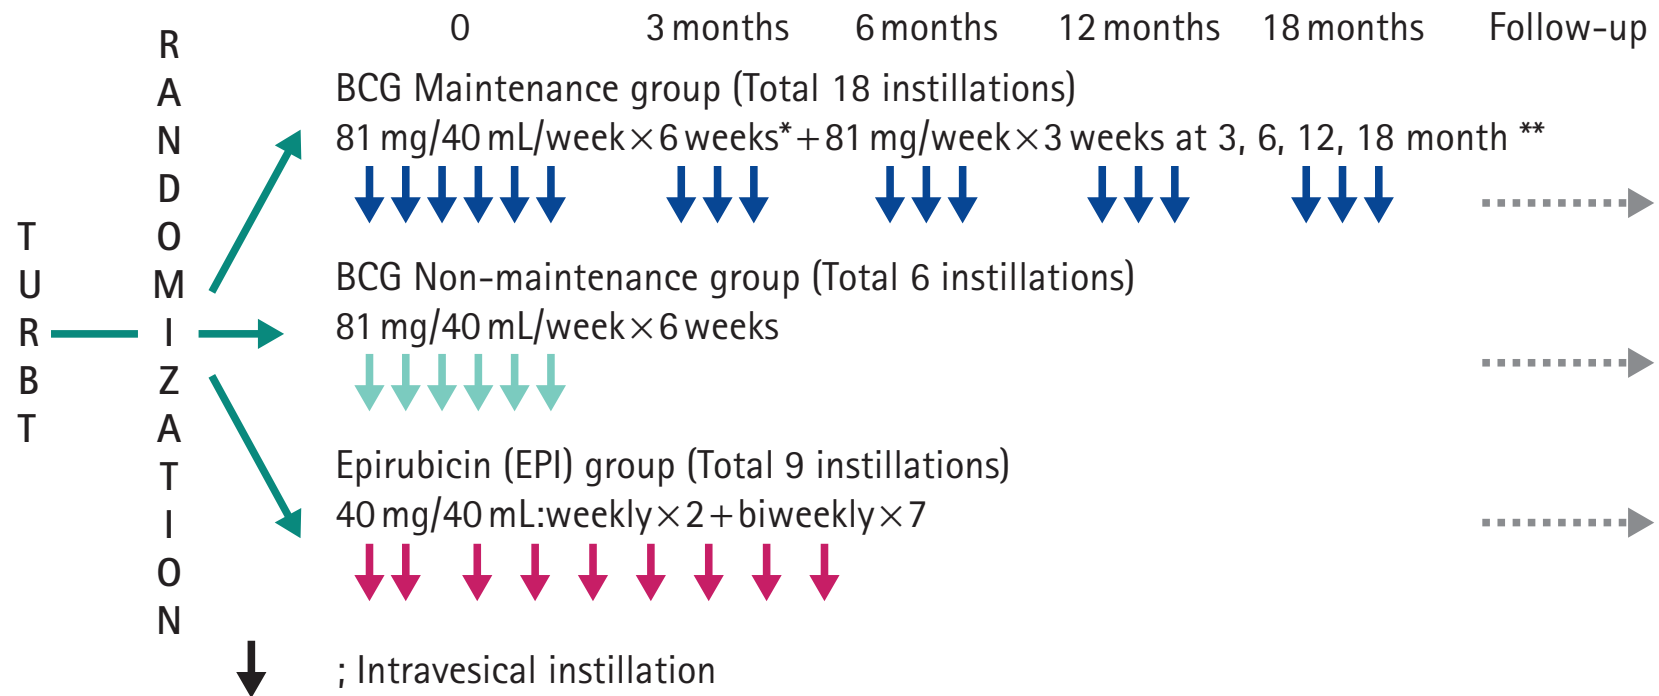 TURBT
RANDOMIZATION
0 3 months 6 months 12 months 18 months Follow-up
BCG Maintenance group (Total 18 instillations)
81 mg/40 mL/week×6 weeks*+81 mg/week×3 weeks at 3, 6, 12, 18 month **
BCG Non-maintenance group (Total 6 instillations)
81 mg/40 mL/week×6 weeks
Epirubicin (EPI) group (Total 9 instillations)
40 mg/40 mL:weekly×2+biweekly×7
; Intravesical instillation